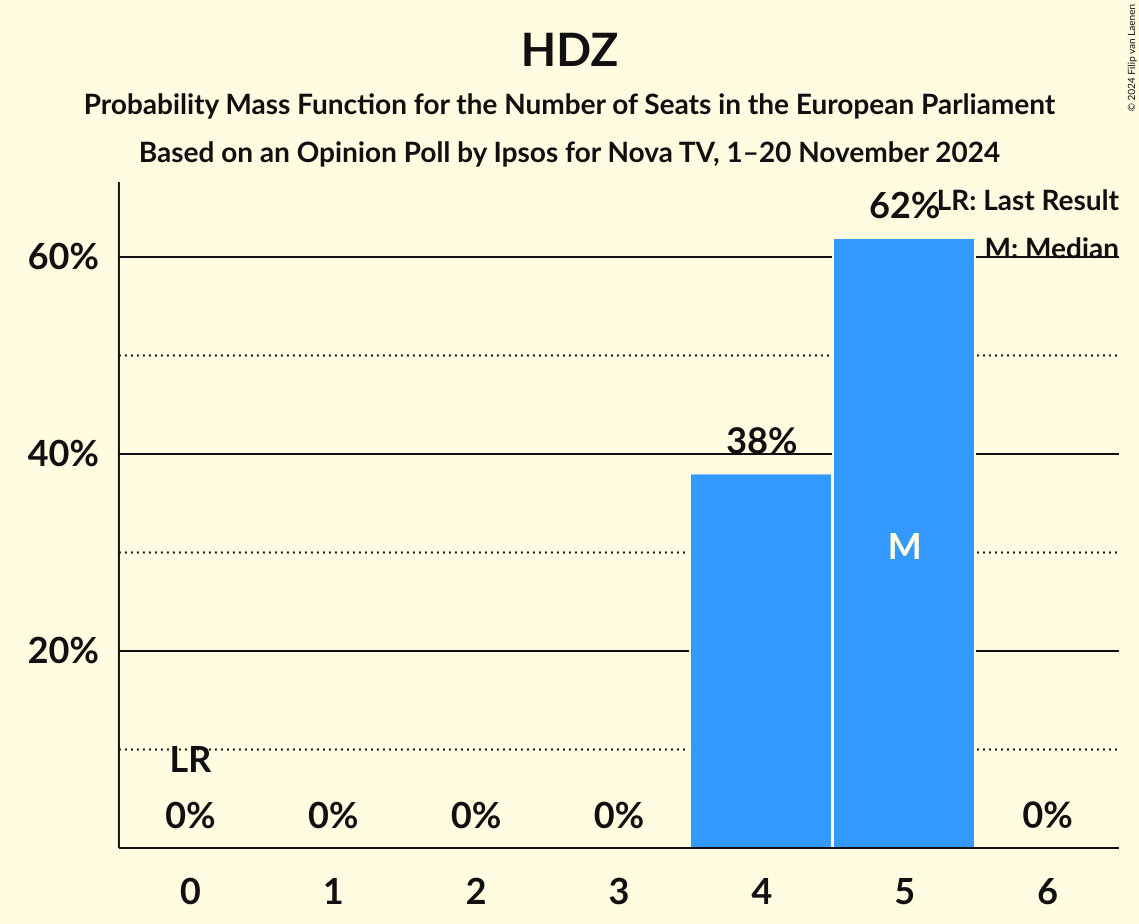 HDZ
Probability Mass Function for the Number of Seats in the European Parliament
Based on an Opinion Poll by Ipsos for Nova TV, 1–20 November 2024
© 2024 Filip van Laenen
LR: Last Result
M: Median
62%
60%
38%
40%
M
20%
LR
0%
0%
0%
0%
0%
0
1
2
3
4
5
6